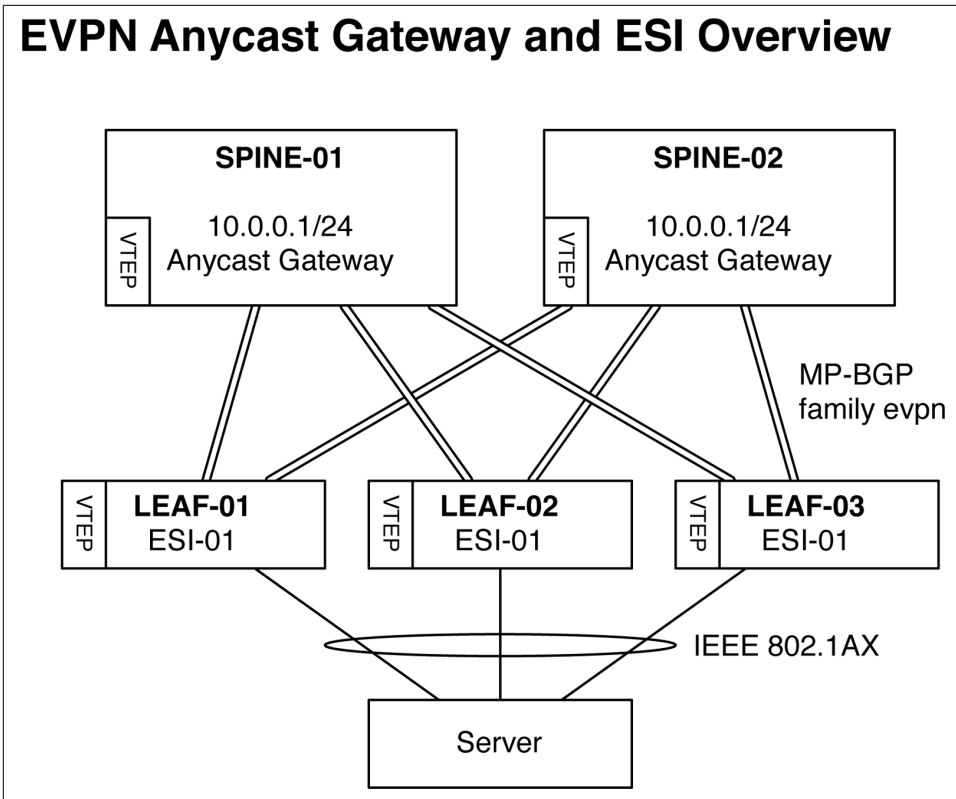 EVPN Anycast Gateway and ESI Overview
SPINE-01
VTEP
10.0.0.1/24
Anycast Gateway
SPINE-02
VTEP
10.0.0.1/24
Anycast Gateway
MP-BGP
family evpn
VTEP
LEAF-01
ESI-01
VTEP
LEAF-02
ESI-01
VTEP
LEAF-03
ESI-01
IEEE 802.1AX
Server